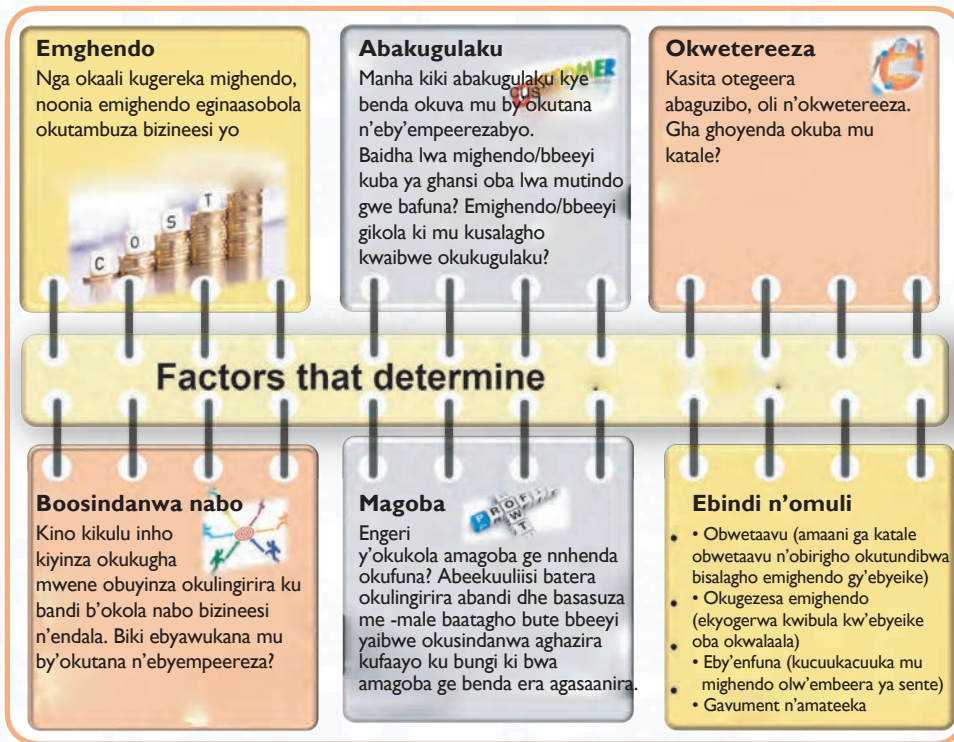 Emghendo
Nga okaali kugereka mighendo,
noonia emighendo eginaasobola
okutambuza bizineesi yo
C O S T
Abakugulaku
CUSTOMER
Manha kiki abakugulaku kye
benda okuva mu by’okutana
n’eby’empeerezabyo.
Baidha lwa mighendo/bbeeyi
kuba ya ghansi oba lwa mutindo
gwe bafuna? Emighendo/bbeeyi
gikola ki mu kusalagho
kwaibwe okukugulaku?
Okwetereeza
Kasita otegeera
abaguzibo, oli n’okwetereeza.
Gha ghoyenda okuba mu
katale?
Factors that determine
Boosindanwa nabo
Kino kikulu inho
kiyinza okukugha
mwene obuyinza okulingirira ku
bandi b’okola nabo bizineesi
n’endala. Biki ebyawukana mu
by’okutana n’ebyempeereza?
Magoba
PROFIT
Engeri
y’okukola amagoba ge nnhenda
okufuna? Abeekuuliisi batera
okulingirira abandi dhe basasuza
me -male baatagho bute bbeeyi
yaibwe okusindanwa aghazira
kufaayo ku bungi ki bwa
amagoba ge benda era agasaanira.
Ebindi n’omuli
• Obwetaavu (amaani ga katale
obwetaavu n’obirigho okutundibwa
bisalagho emighendo gy’ebyeike)
• Okugezesa emighendo
(ekyogerwa kwibula kw’ebyeike
oba okwalaala)
• Eby’enfuna (kucuukacuuka mu
mighendo olw’embeera ya sente)
• Gavument n’amateeka